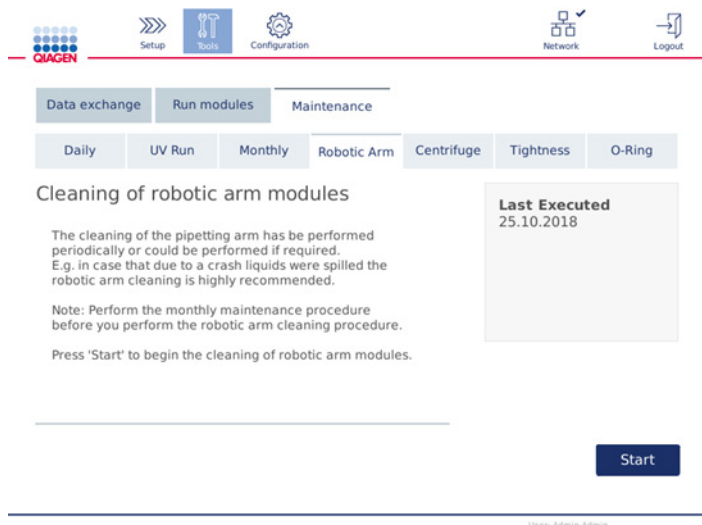 QIAGEN
Setup
Tools
Configuration
Network
Logout
Data exchange
Run modules
Maintenance
Daily
UV Run
Monthly
Robotic Arm
Centrifuge
Tightness
O-Ring
Cleaning of robotic arm modules
The cleaning of the pipetting arm has be performed
periodically or could be performed if required.
E.g. in case that due to a crash liquids were spilled the
robotic arm cleaning is highly recommended.
Note: Perform the monthly maintenance procedure
before you perform the robotic arm cleaning procedure.
Press 'Start' to begin the cleaning of robotic arm modules.
Last Executed
25.10.2018
Start